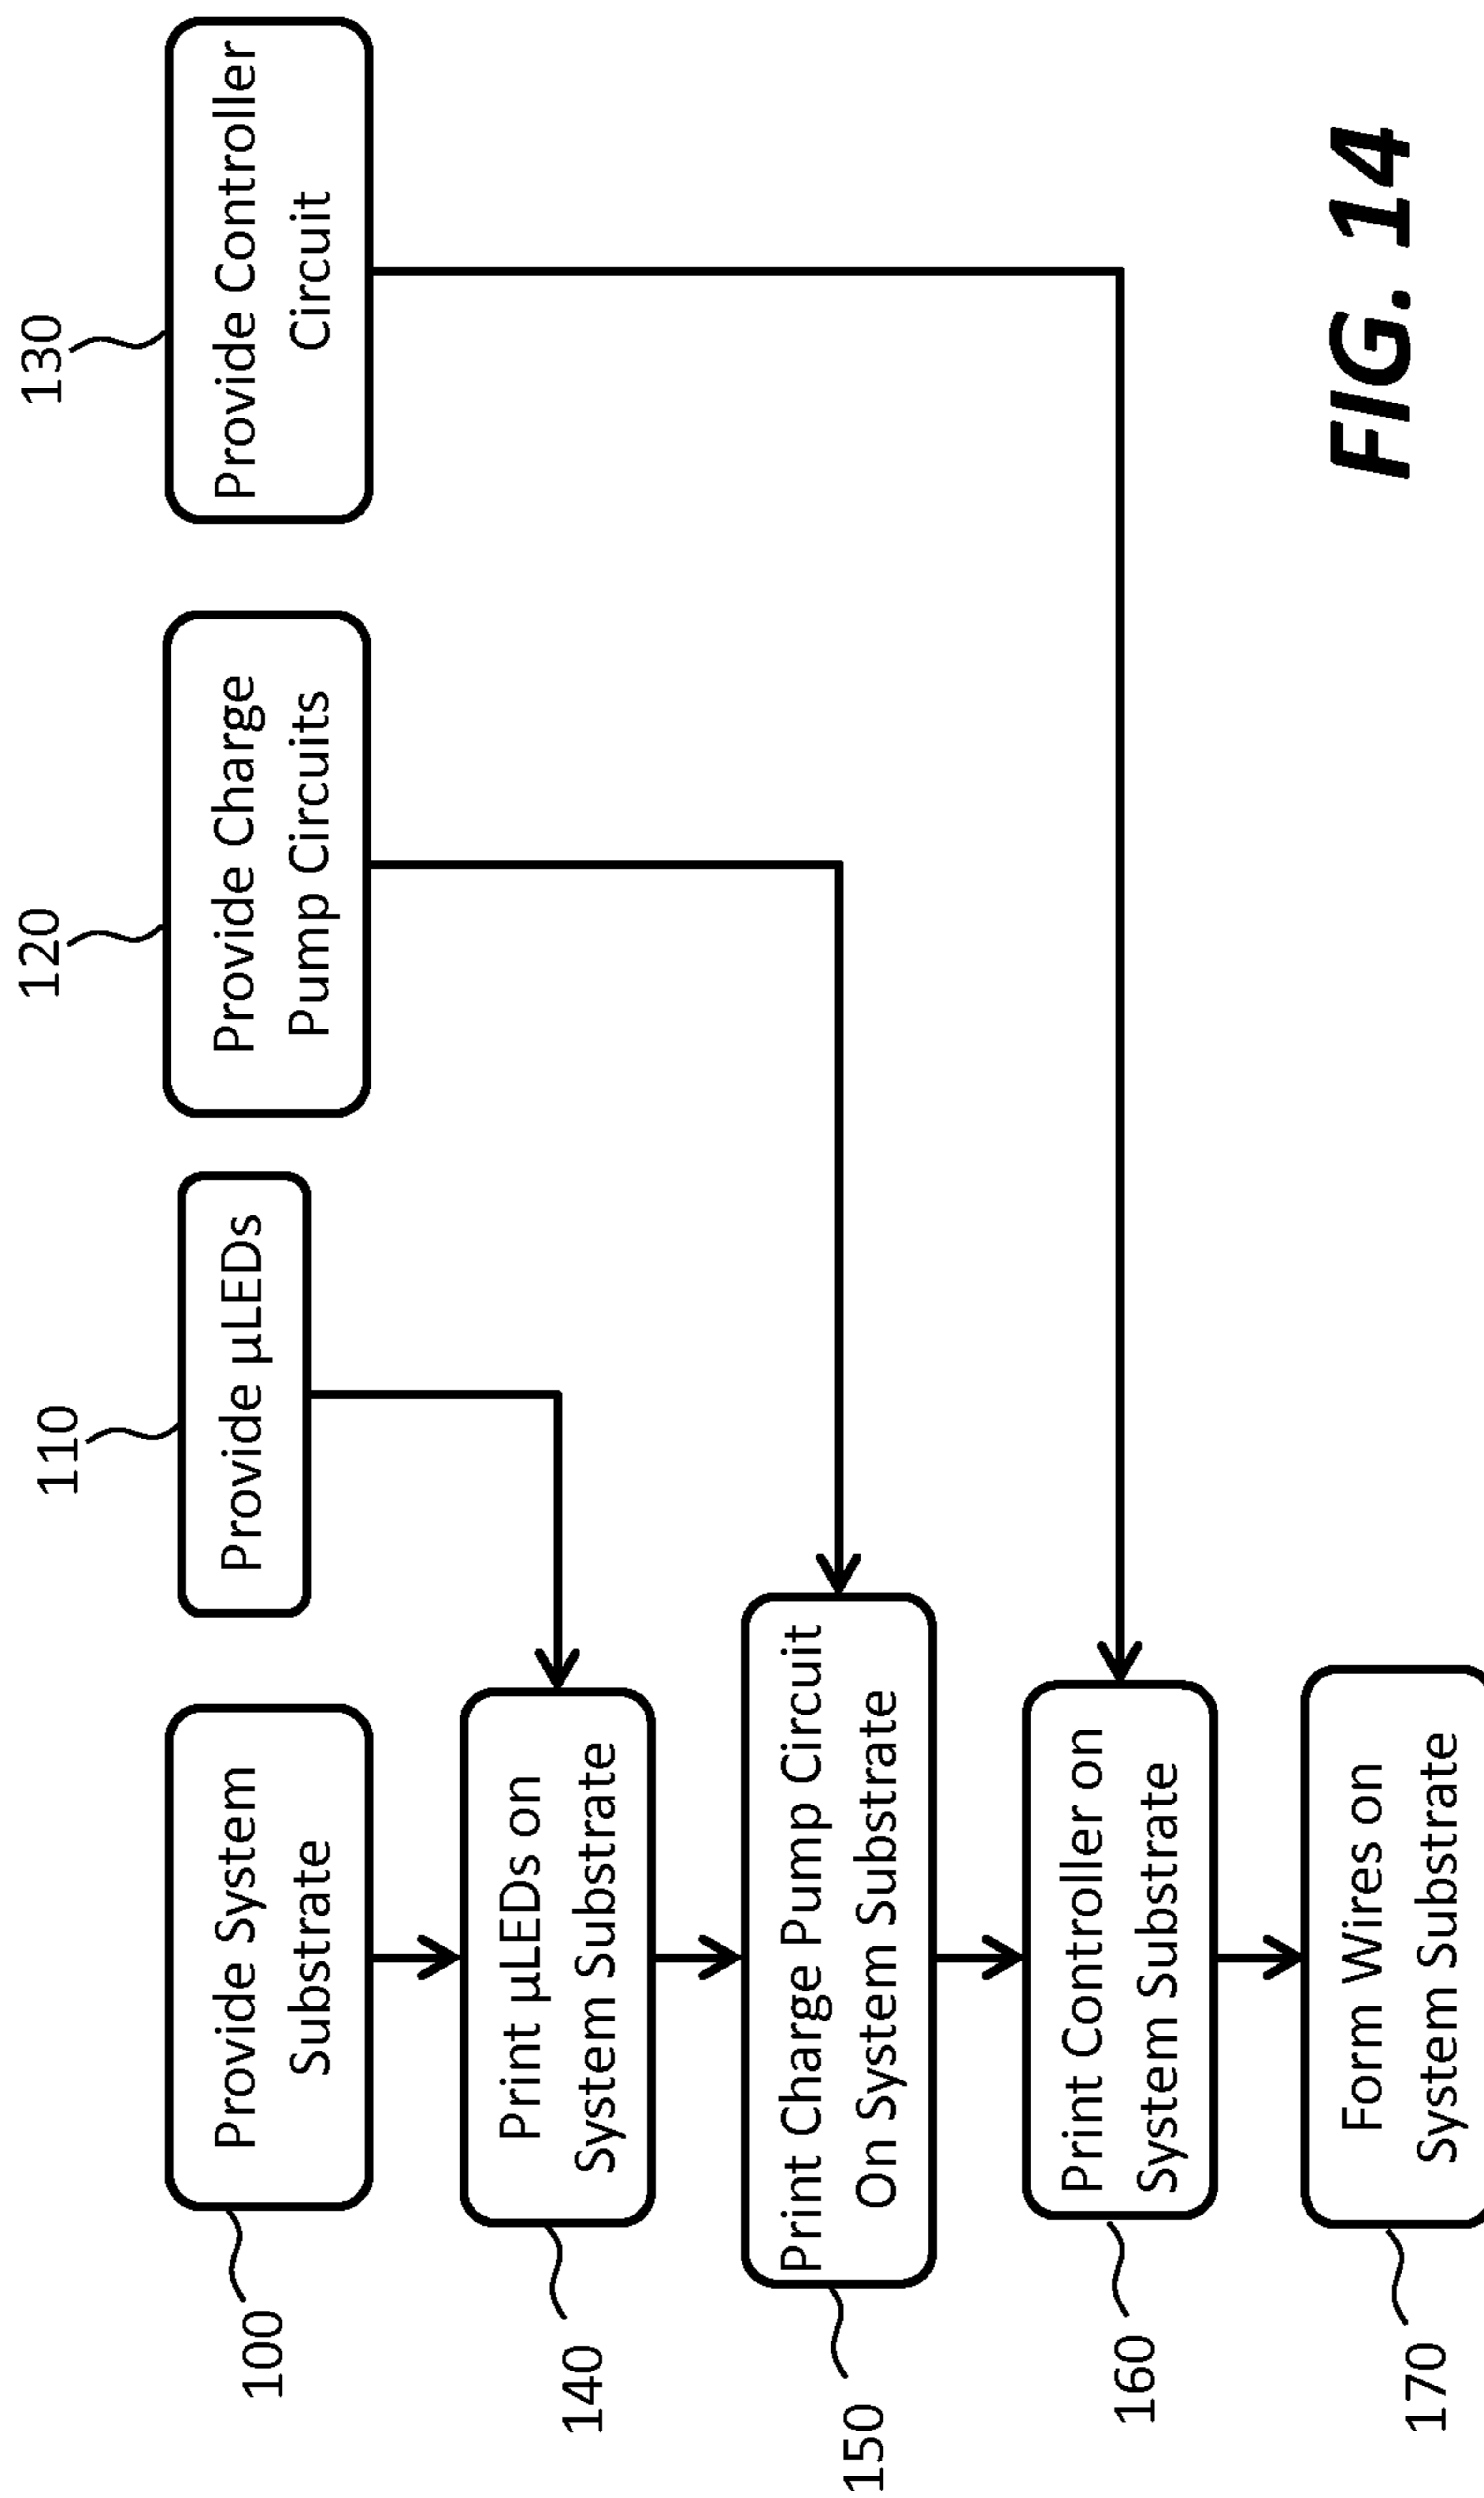 100
Provide System
Substrate
110
Provide µLEDs
120
Provide Charge
Pump Circuits
130
Provide Controller
Circuit
140
Print µLEDs on
System Substrate
150
Print Charge Pump Circuit
On System Substrate
160
Print Controller on
System Substrate
170
Form Wires on
System Substrate
FIG. 14